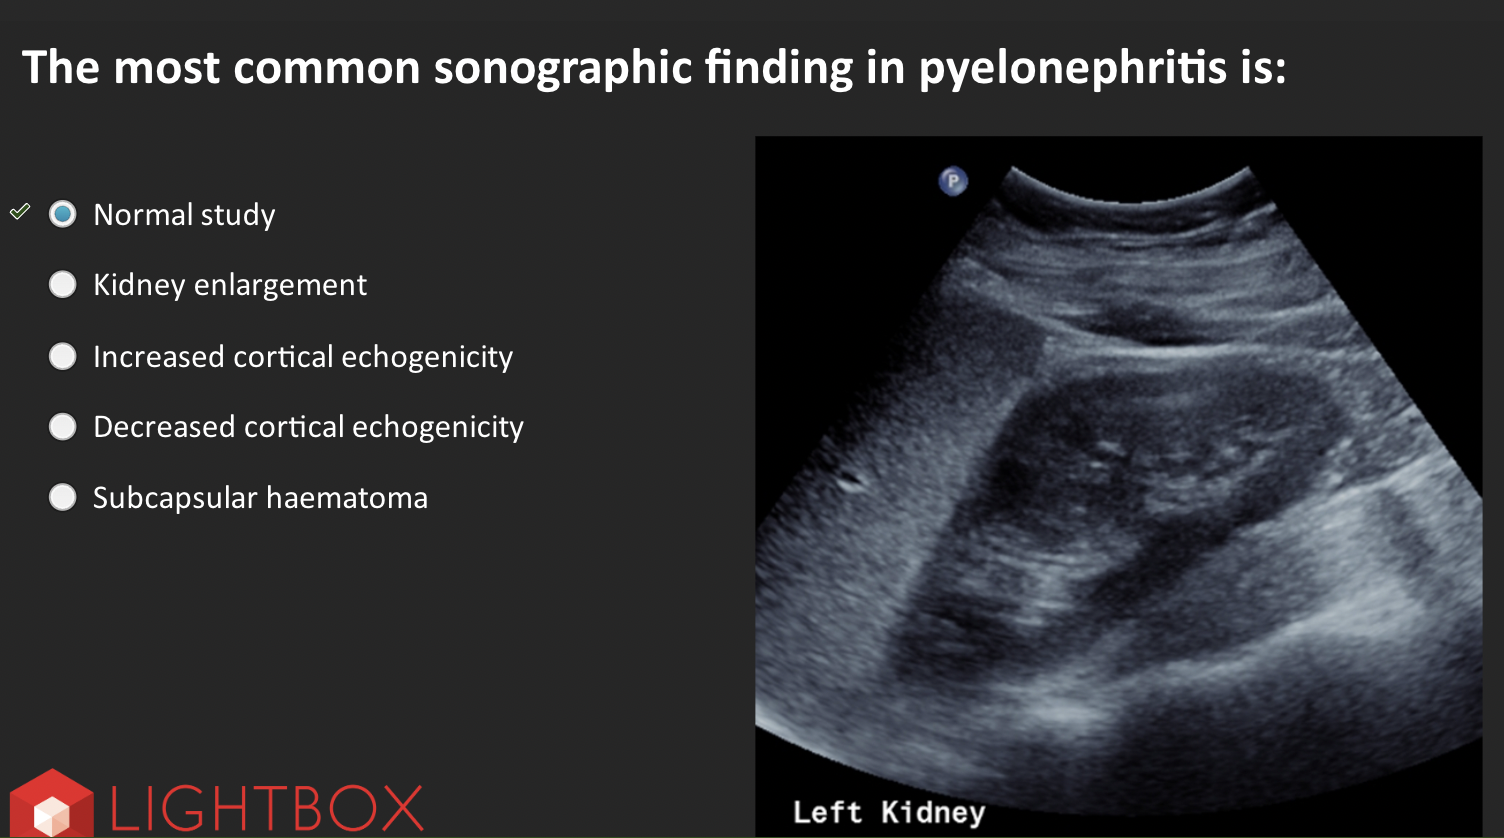 The most common sonographic finding in pyelonephritis is:
P
Normal study
Kidney enlargement
Increased cortical echogenicity
Decreased cortical echogenicity
Subcapsular haematoma
Left Kidney
LIGHTBOX